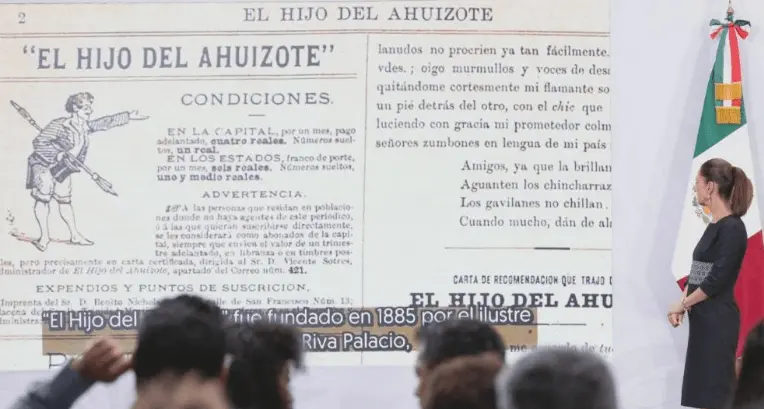 2
EL HIJO DEL AHUIZOTE
"EL HIJO DEL AHUIZOTE"
CONDICIONES.
EN LA CAPITAL, por un mes, pago
adelantado, cuatro reales. Números suel-
tos, un real.
EN LOS ESTADOS, franco de porte,
por un mes, seis reales. Números sueltos,
uno y medio reales.
ADVERTENCIA.
A las personas que residan en poblacio-
nes donde no haya agentes de este periódico,
ó á las que quieran suscribirse directamente,
se les considerará como abonados de la capi-
tal, siempre que envíen el valor de un trimes-
tre adelantado, en libranza ó en timbres pos-
les, pero precisamente en carta certificada, dirigida al Sr. D. Vicente Sotres,
dministrador de El Hijo del Ahuizote, apartado del Correo núm. 421.
EXPENDIOS Y PUNTOS DE SUSCRICIÓN,
Imprenta del Sr. D. Benito Nichols calle de San Francisco Núm. 13;
lanudos no procrien ya tan fácilmente.
vdes.; oigo murmullos y voces de des
quitándome cortesmente mi flamante so
un pié detrás del otro, con el chic que
luciendo con gracia mi prometedor colm
señores zumbones en lengua de mi país
Amigos, ya que la brillan
Aguanten los chincharraz
Los gavilanes no chillan.
Cuando mucho, dán de al
CARTA DE RECOMENDACION QUE TRAJO
EL HIJO DEL AHU
"El Hijo del fue fundado en 1885 por el ilustre
Riva Palacio,